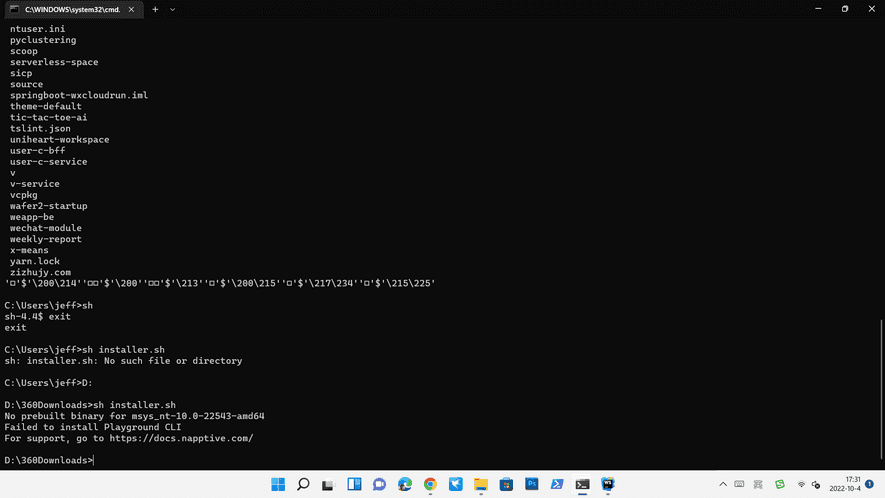 C:\WINDOWS\system32\cmd.
ntuser.ini
pyclustering
scoop
serverless-space
sicp
source
springboot-wxcloudrun.iml
theme-default
tic-tac-toe-ai
tslint.json
uniheart-workspace
user-c-bff
user-c-service
v
v-service
vcpkg
wafer2-startup
weapp-be
wechat-module
weekly-report
x-means
yarn.lock
zizhujy.com
'¤'$'\200\214''¤¤'$'\200''¤¤'$'\213''¤'$'\200\215''¤'$'\217\234''¤'$'\215\225'
C:\Users\jeff>sh
sh-4.4$ exit
exit
C:\Users\jeff>sh installer.sh
sh: installer.sh: No such file or directory
C:\Users\jeff>D:
D:\360Downloads>sh installer.sh
No prebuilt binary for msys_nt-10.0-22543-amd64
Failed to install Playground CLI
For support, go to https://docs.napptive.com/
D:\360Downloads>
17:31
2022-10-4
1